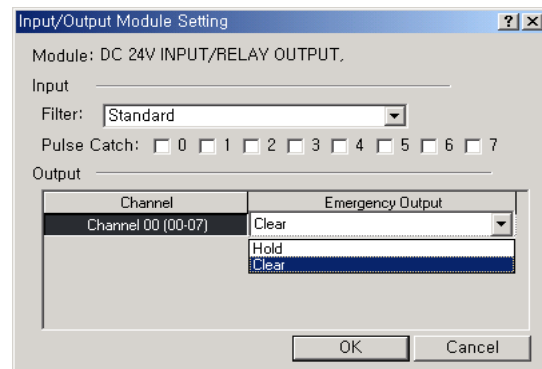 Input/Output Module Setting ? ×
Module: DC 24V INPUT/RELAY OUTPUT,
Input
Filter: Standard
Pulse Catch: 0 1 2 3 4 5 6 7
Output
Channel Emergency Output
Channel 00 (00-07) Clear
Hold
Clear
OK Cancel